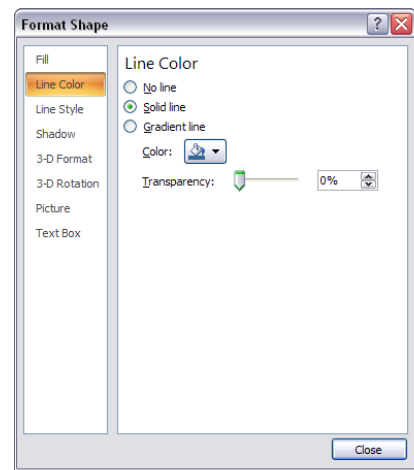 Format Shape
?
Fill
Line Color
Line Style
Shadow
3-D Format
3-D Rotation
Picture
Text Box
Line Color
No line
Solid line
Gradient line
Color:
Transparency: 0%
Close